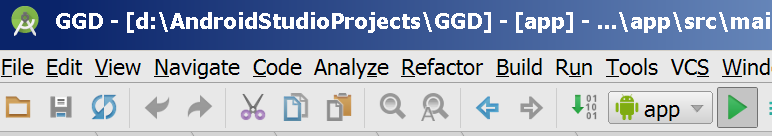 GGD - [d:\AndroidStudioProjects\GGD] - [app] - ...\app\src\mai
File Edit View Navigate Code Analyze Refactor Build Run Tools VCS Wind
app